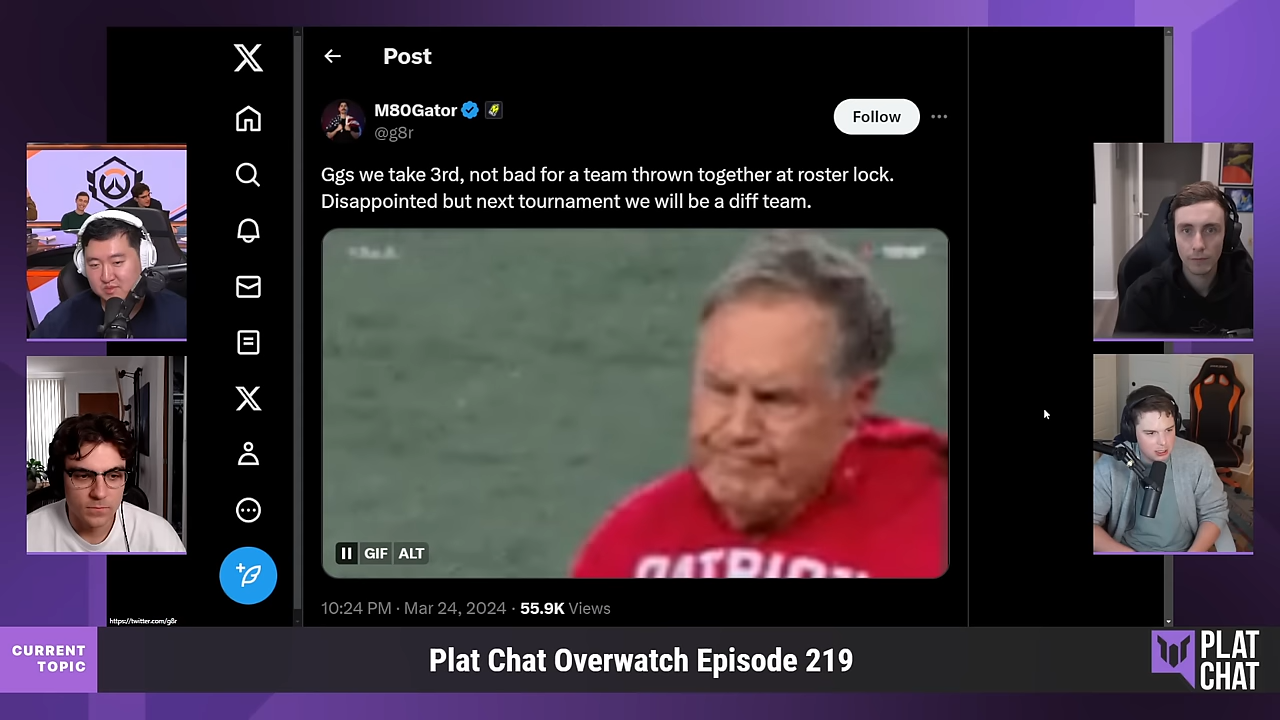 Post
M80Gator
@g8r
Follow
Ggs we take 3rd, not bad for a team thrown together at roster lock.
Disappointed but next tournament we will be a diff team.
GIF ALT
10:24 PM · Mar 24, 2024 · 55.9K Views
https://twitter.com/g8r
CURRENT
TOPIC
Plat Chat Overwatch Episode 219
PLAT
CHAT